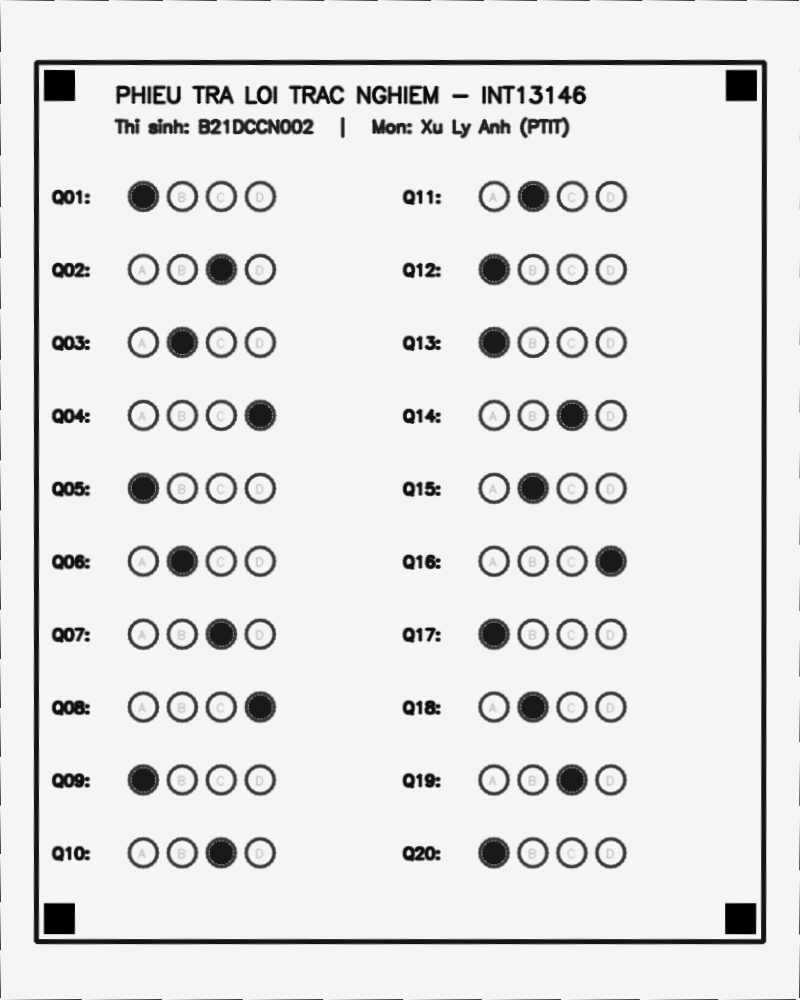 PHIEU TRA LOI TRAC NGHIEM - INT13146
Thi sinh: B21DCCN002 | Mon: Xu Ly Anh (PTIT)
Q01: B C D
Q02: A B D
Q03: A C D
Q04: A B C
Q05: B C D
Q06: A C D
Q07: A B D
Q08: A B C
Q09: B C D
Q10: A B D
Q11: A C D
Q12: B C D
Q13: B C D
Q14: A B D
Q15: A C D
Q16: A B C
Q17: B C D
Q18: A C D
Q19: A B D
Q20: B C D